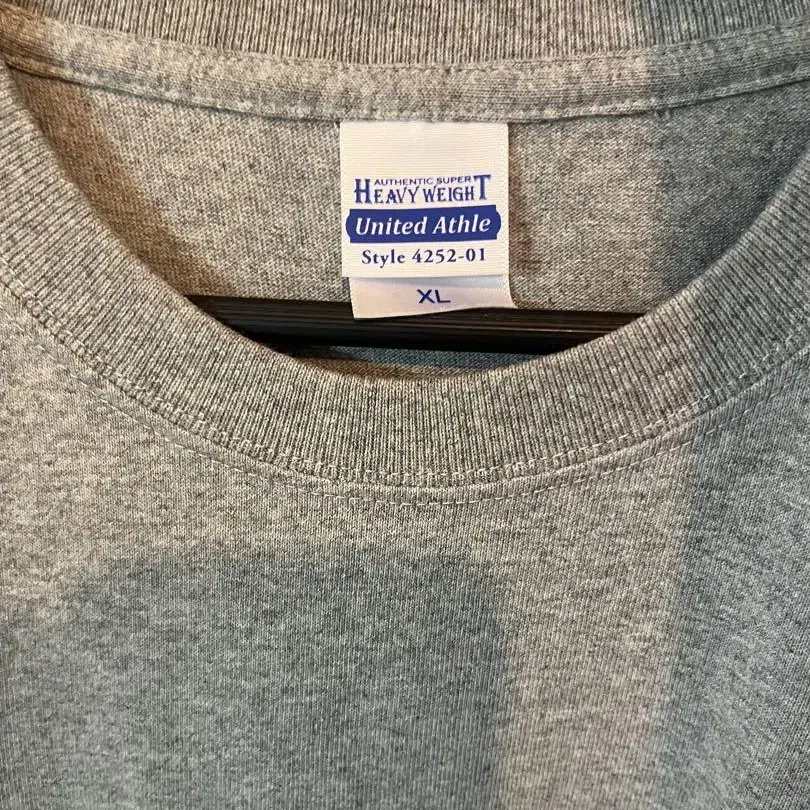 AUTHENTIC SUPER
HEAVY WEIGHT
United Athle
Style 4252-01
XL